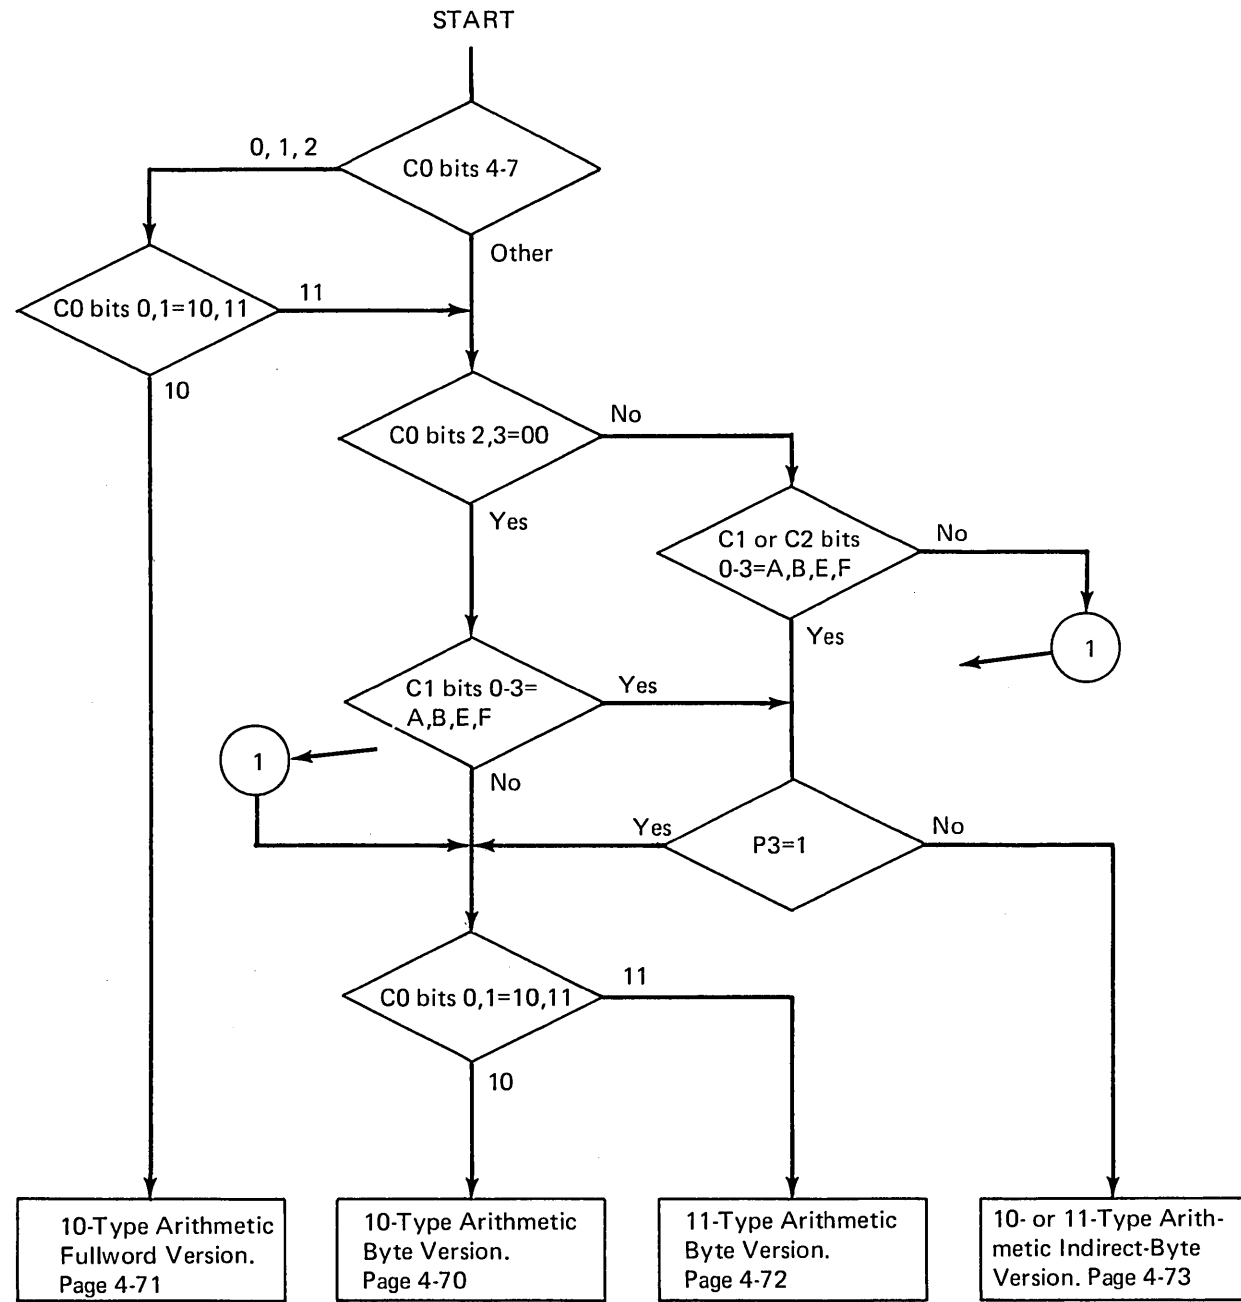 START
0, 1, 2
C0 bits 4-7
Other
C0 bits 0,1=10, 11
11
10
C0 bits 2,3=00
No
Yes
C1 or C2 bits
0-3=A,B,E,F
No
Yes
1
C1 bits 0-3=
A,B,E,F
Yes
No
1
Yes
P3=1
No
C0 bits 0,1=10,11
11
10
10-Type Arithmetic
Fullword Version.
Page 4-71
10-Type Arithmetic
Byte Version.
Page 4-70
11-Type Arithmetic
Byte Version.
Page 4-72
10- or 11-Type Arith-
metic Indirect-Byte
Version. Page 4-73